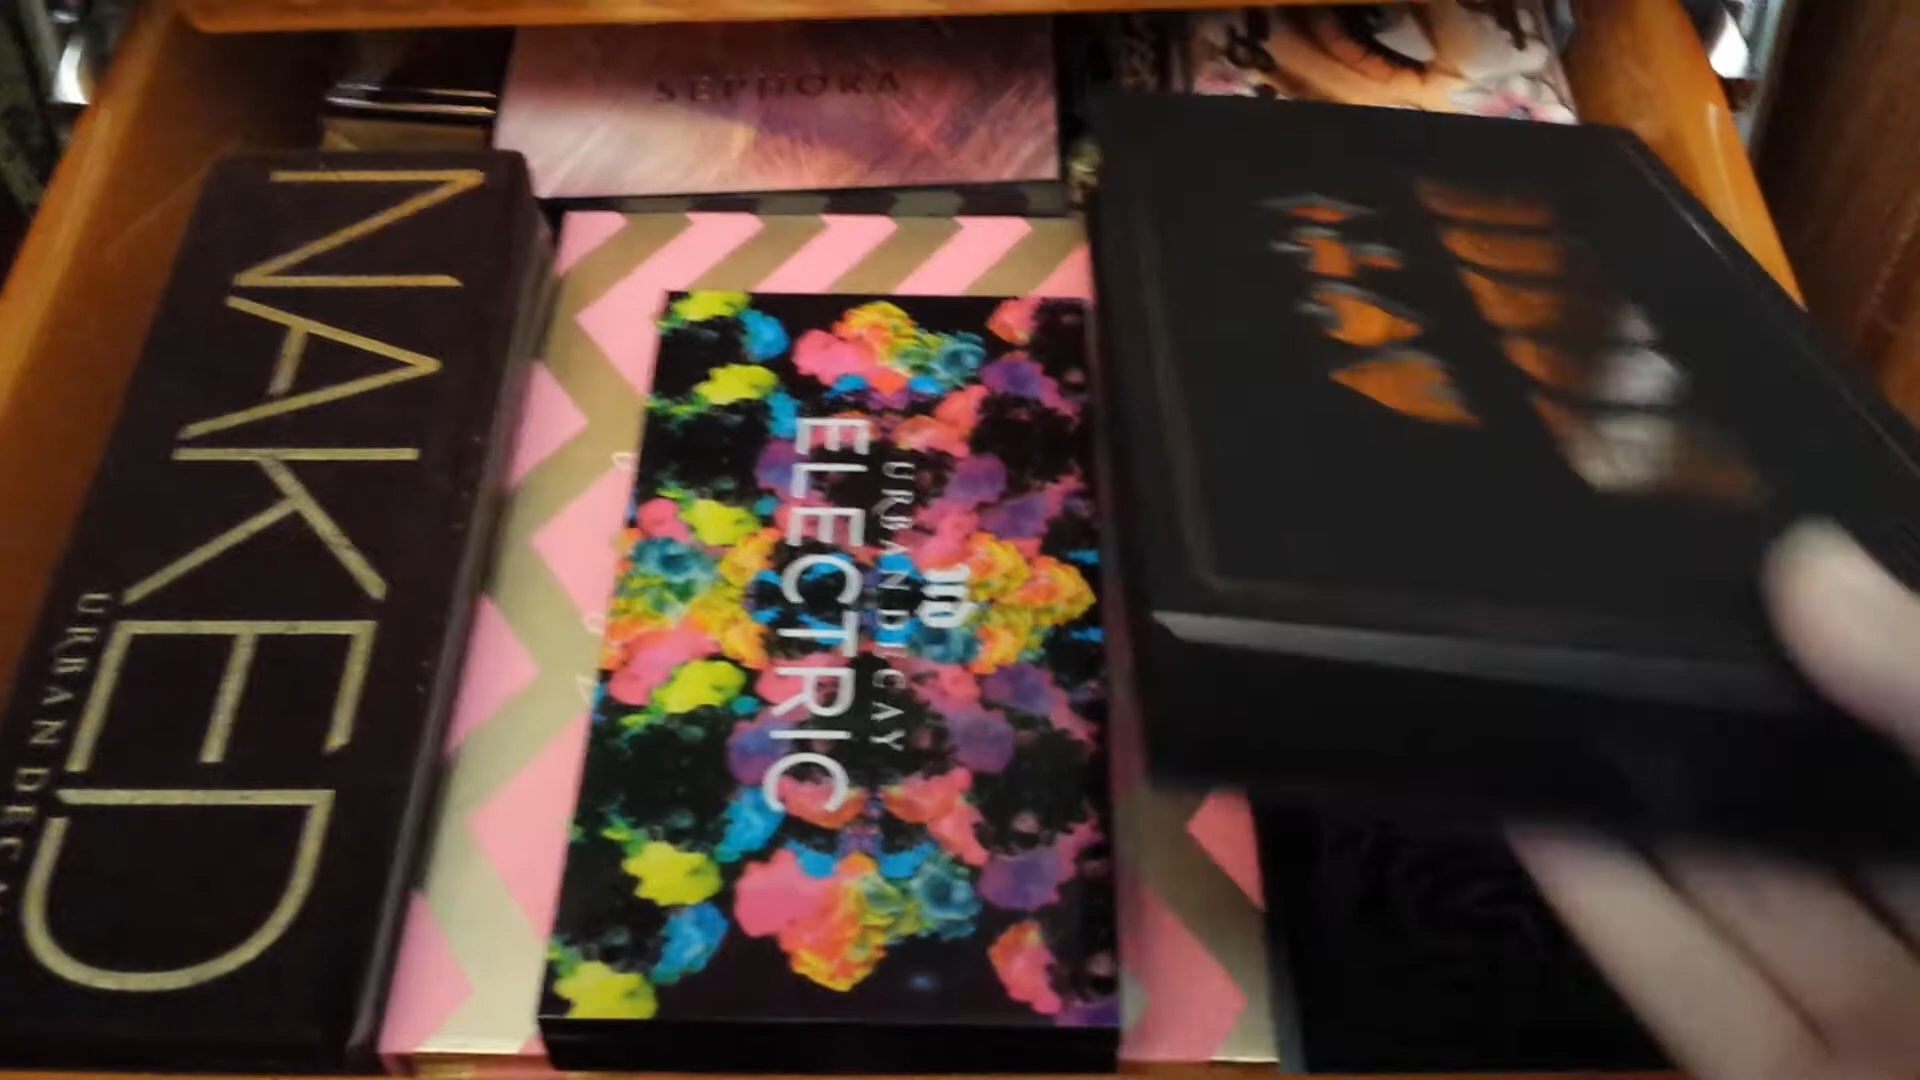 SEPHORA
NAKED
URBAN DECAY
ELECTRIC
URBAN DECAY
UD